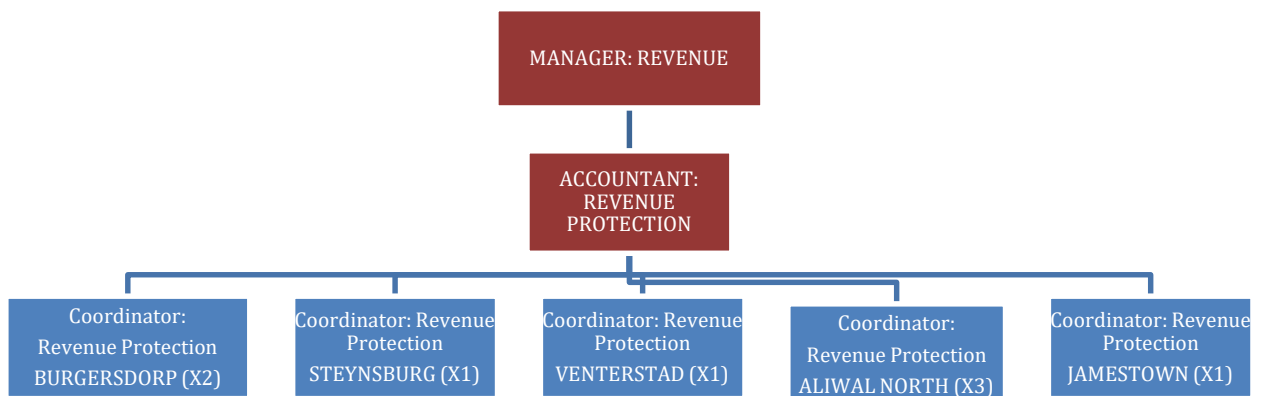 MANAGER: REVENUE
ACCOUNTANT:
REVENUE
PROTECTION
Coordinator:
Revenue Protection
BURGERSDORP (X2)
Coordinator: Revenue
Protection
STEYNSBURG (X1)
Coordinator: Revenue
Protection
VENTERSTAD (X1)
Coordinator:
Revenue Protection
ALIWAL NORTH (X3)
Coordinator: Revenue
Protection
JAMESTOWN (X1)